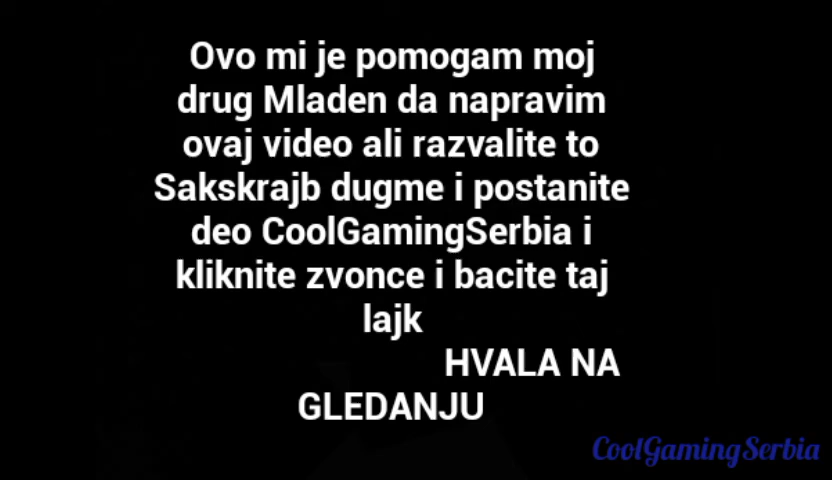 Ovo mi je pomogam moj
drug Mladen da napravim
ovaj video ali razvalite to
Sakskrajb dugme i postanite
deo CoolGamingSerbia i
kliknite zvonce i bacite taj
lajk
HVALA NA
GLEDANJU
CoolGamingSerbia